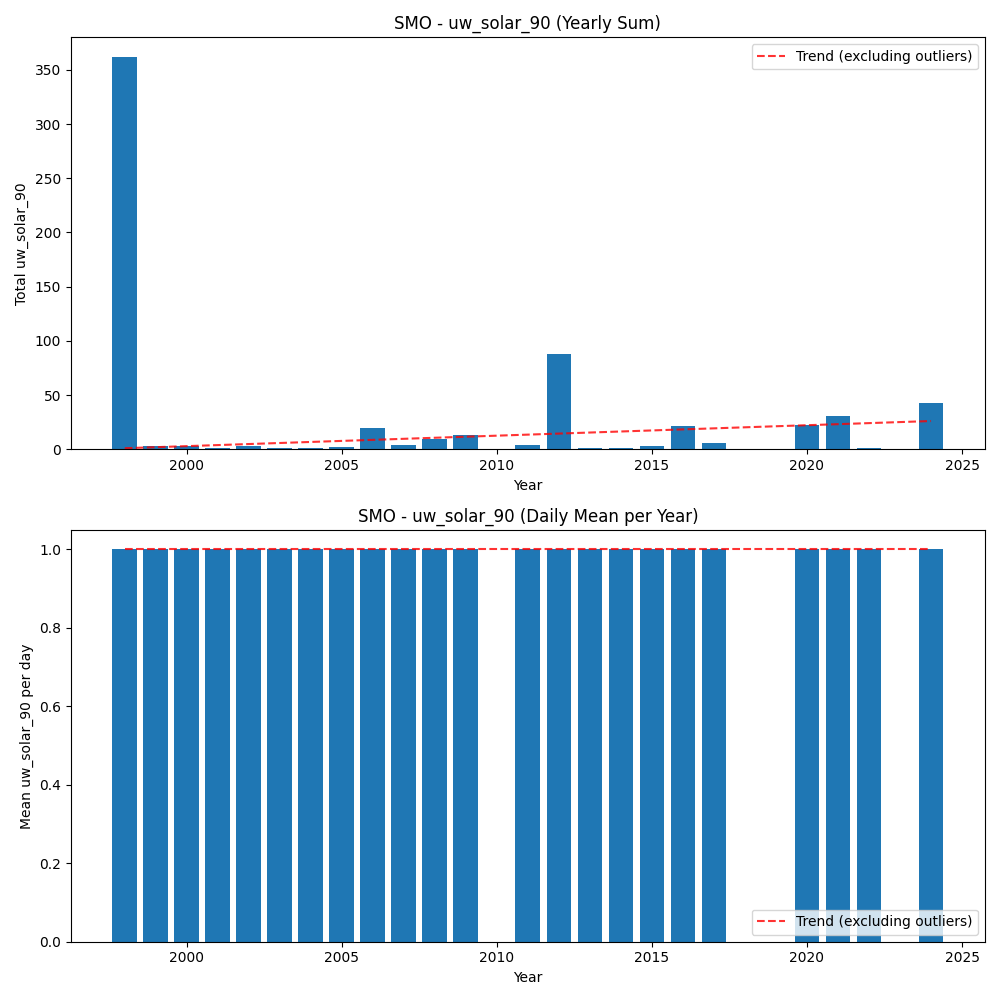 SMO - uw_solar_90 (Yearly Sum)
Trend (excluding outliers)
Total uw_solar_90
350
300
250
200
150
100
50
0
2000 2005 2010 2015 2020 2025
Year
SMO - uw_solar_90 (Daily Mean per Year)
Mean uw_solar_90 per day
1.0
0.8
0.6
0.4
0.2
0.0
Trend (excluding outliers)
2000 2005 2010 2015 2020 2025
Year